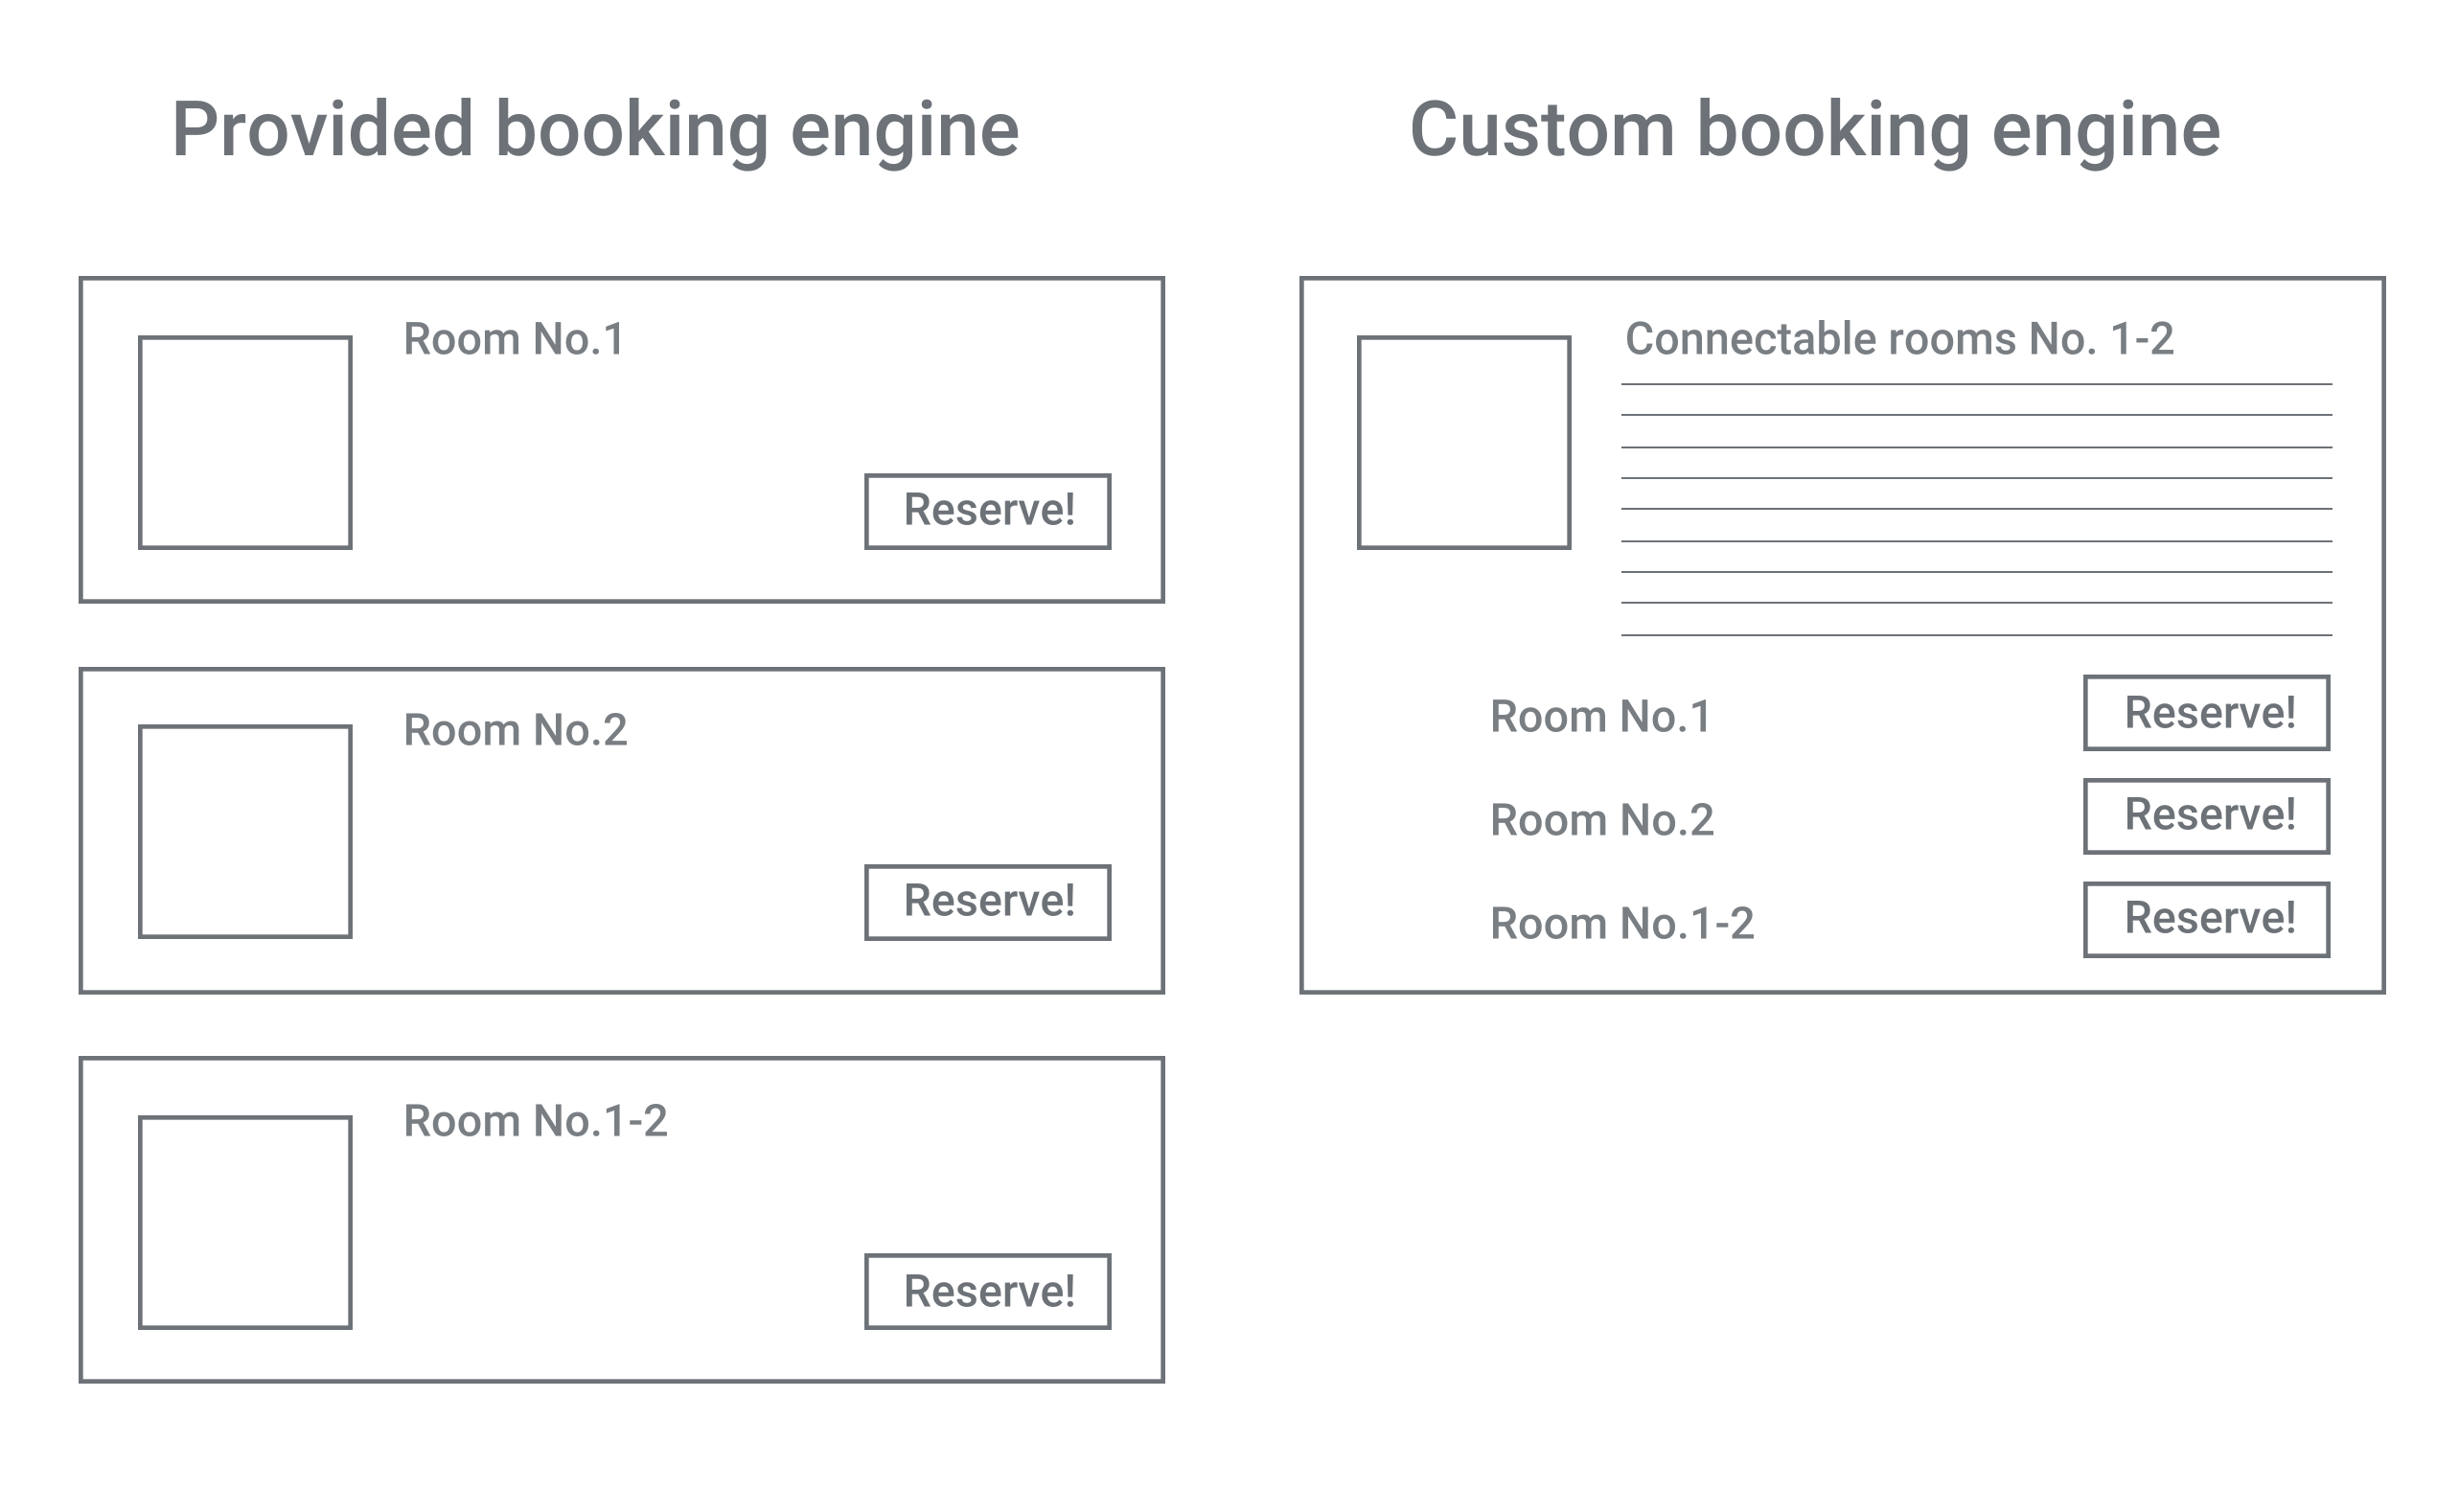 Provided booking engine
Room No.1
Reserve!
Room No.2
Reserve!
Room No.1-2
Reserve!
Custom booking engine
Connectable rooms No. 1-2
Room No.1
Reserve!
Room No.2
Reserve!
Room No.1-2
Reserve!